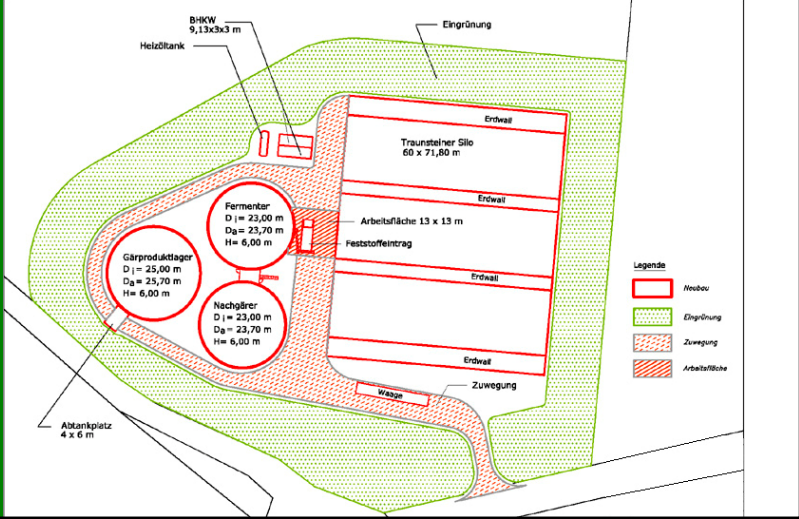 BHKW
9,13x3x3 m
Heizöltank
Eingrünung
Erdwall
Traunsteiner Silo
60 x 71,80 m
Erdwall
Fermenter
D i = 23,00 m
Da = 23,70 m
H= 6,00 m
Arbeitsfläche 13 x 13 m
Feststoffeintrag
Gärproduktlager
D i = 25,00 m
Da = 25,70 m
H= 6,00 m
Erdwall
Nachgärer
D i = 23,00 m
Da = 23,70 m
H= 6,00 m
Erdwall
Waage
Zuwegung
Abtankplatz
4 x 6 m
Legende
Neubau
Eingrünung
Zuwegung
Arbeitsfläche